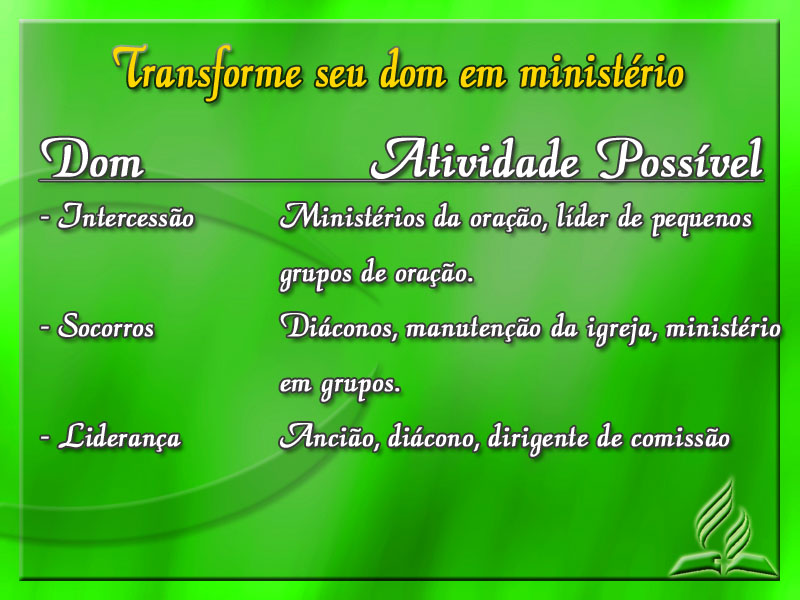 Transforme seu dom em ministério
Dom Atividade Possível
- Intercessão Ministérios da oração, líder de pequenos
grupos de oração.
- Socorros Diáconos, manutenção da igreja, ministério
em grupos.
- Liderança Ancião, diácono, dirigente de comissão